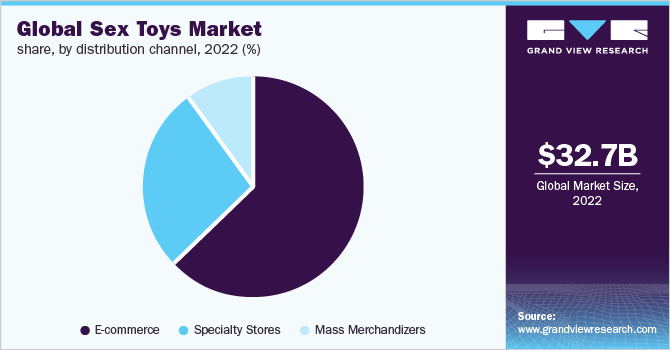 Global Sex Toys Market
share, by distribution channel, 2022 (%)
GRAND VIEW RESEARCH
$32.7B
Global Market Size,
2022
E-commerce
Specialty Stores
Mass Merchandizers
Source:
www.grandviewresearch.com